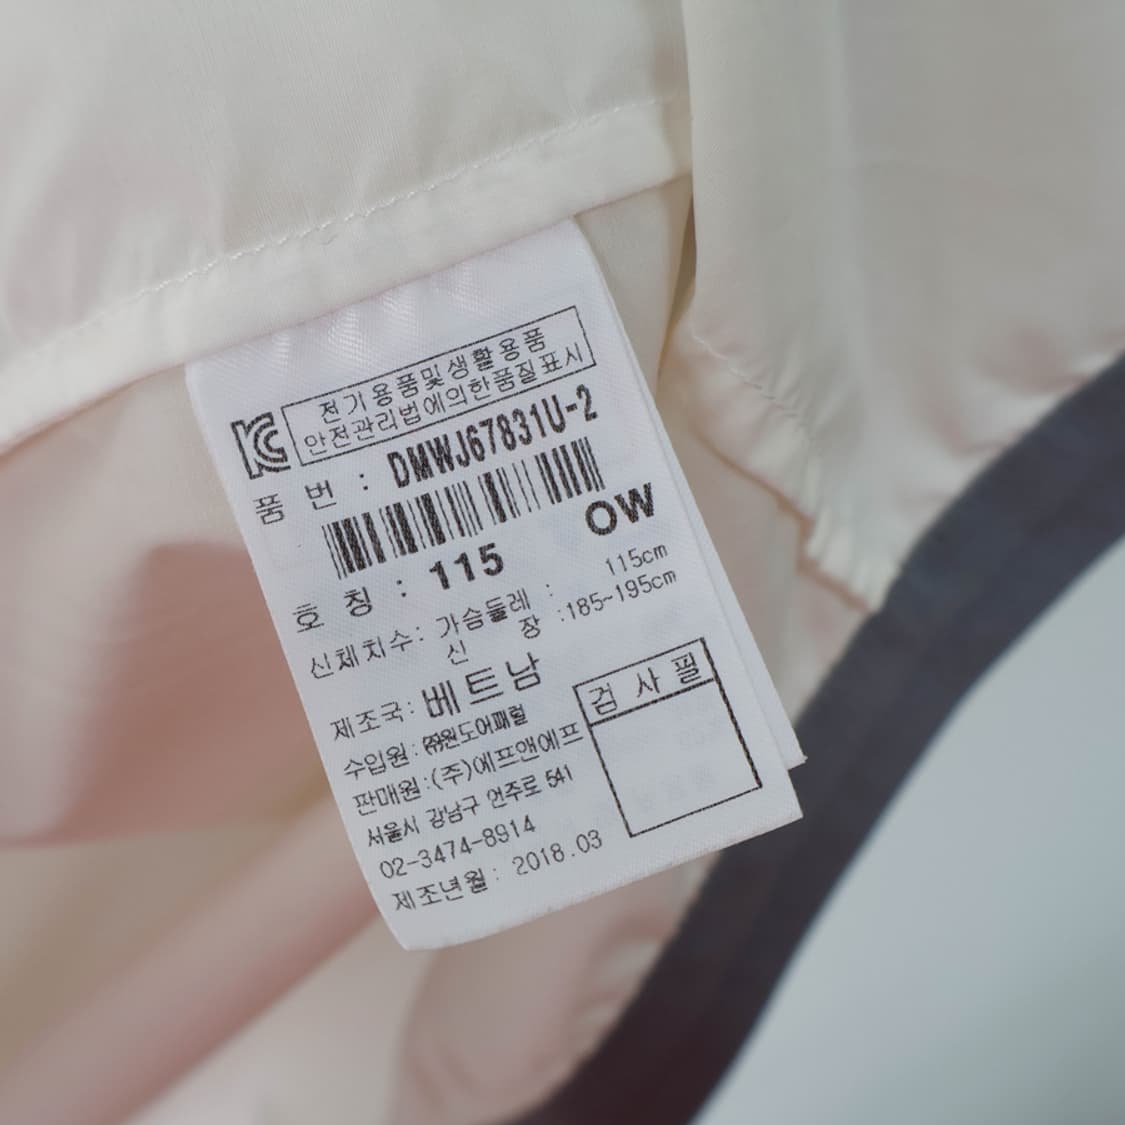 전기용품및생활용품
안전관리법에의한품질표시
품 번 : DMWJ67831U-2
OW
호 칭 : 115
신체치수: 가슴둘레 : 115cm
신 장 :185~195cm
제조국: 베트남
수입원:㈜원도어패럴
판매원:(주)에프앤에프
서울시 강남구 언주로 541
02-3474-8914
제조년월: 2018.03
검 사 필